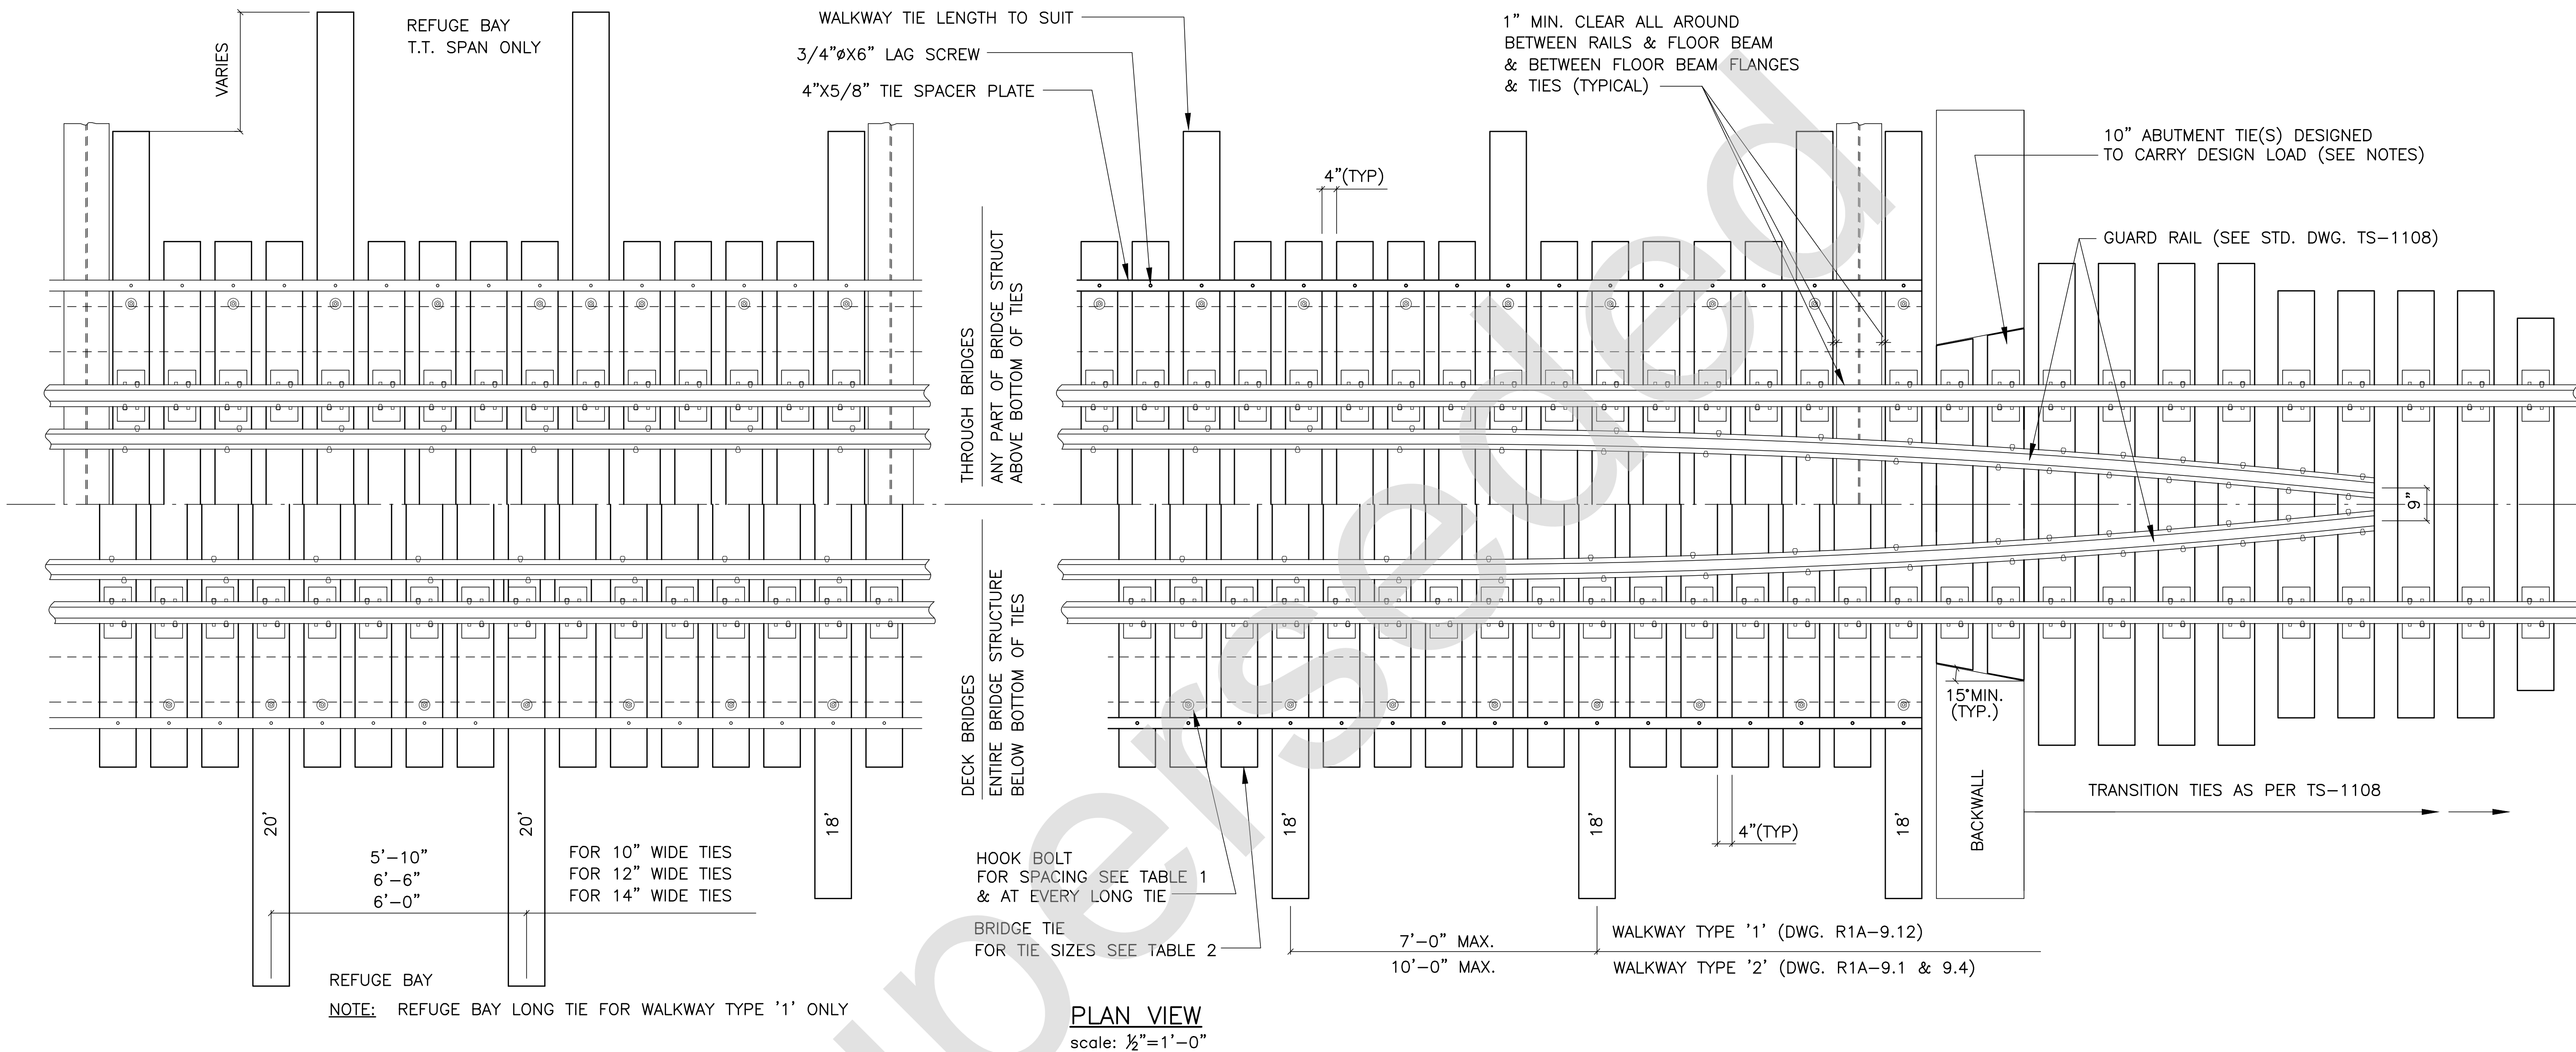 REFUGE BAY
T.T. SPAN ONLY
VARIES
WALKWAY TIE LENGTH TO SUIT
3/4"øX6" LAG SCREW
4"X5/8" TIE SPACER PLATE
1" MIN. CLEAR ALL AROUND
BETWEEN RAILS & FLOOR BEAM
& BETWEEN FLOOR BEAM FLANGES
& TIES (TYPICAL)
10" ABUTMENT TIE(S) DESIGNED
TO CARRY DESIGN LOAD (SEE NOTES)
GUARD RAIL (SEE STD. DWG. TS-1108)
4"(TYP)
THROUGH BRIDGES
ANY PART OF BRIDGE STRUCT
ABOVE BOTTOM OF TIES
9"
DECK BRIDGES
ENTIRE BRIDGE STRUCTURE
BELOW BOTTOM OF TIES
15°MIN.
(TYP.)
BACKWALL
TRANSITION TIES AS PER TS-1108
20'
20'
18'
18'
18'
18'
4"(TYP)
5'-10" FOR 10" WIDE TIES
6'-6" FOR 12" WIDE TIES
6'-0" FOR 14" WIDE TIES
HOOK BOLT
FOR SPACING SEE TABLE 1
& AT EVERY LONG TIE
BRIDGE TIE
FOR TIE SIZES SEE TABLE 2
7'-0" MAX. WALKWAY TYPE '1' (DWG. R1A-9.12)
10'-0" MAX. WALKWAY TYPE '2' (DWG. R1A-9.1 & 9.4)
REFUGE BAY
NOTE: REFUGE BAY LONG TIE FOR WALKWAY TYPE '1' ONLY
PLAN VIEW
scale: ½"=1'-0"
uperseded